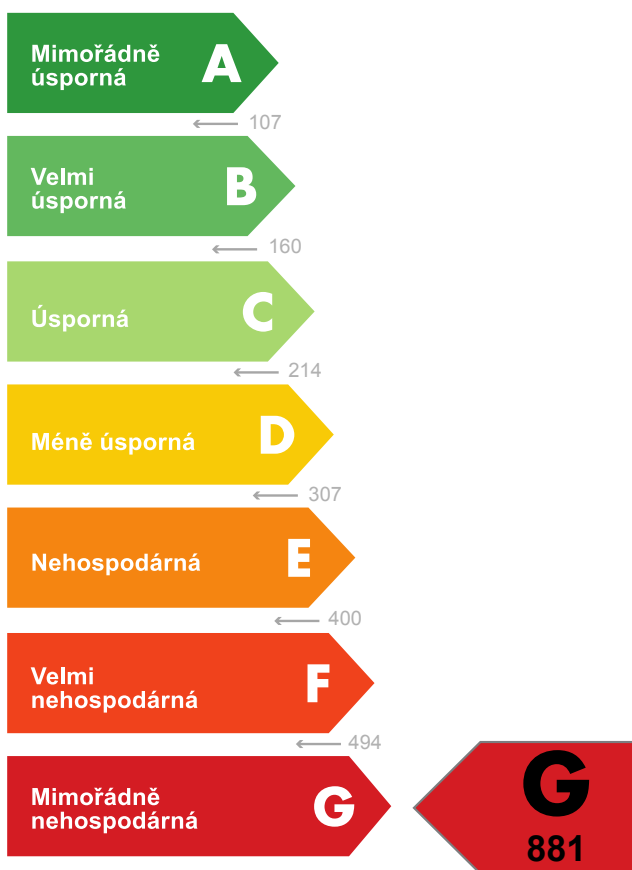 Mimořádně
úsporná
A
107
Velmi
úsporná
B
160
Úsporná
C
214
Méně úsporná
D
307
Nehospodárná
E
400
Velmi
nehospodárná
F
494
Mimořádně
nehospodárná
G
G
881